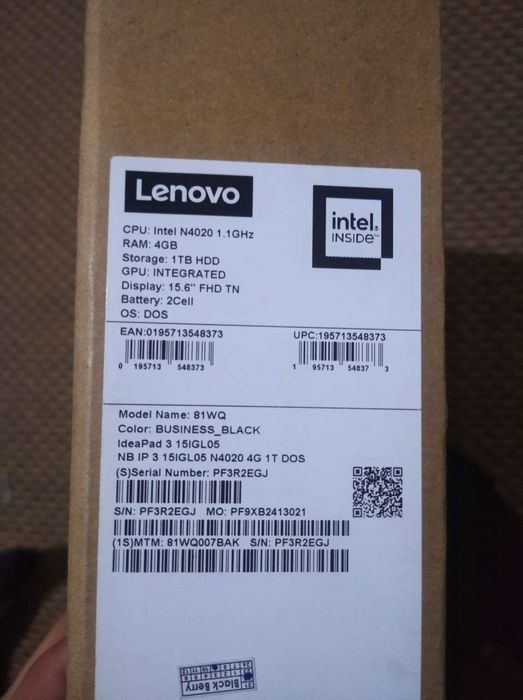 Lenovo
intel.
INSIDE™
CPU: Intel N4020 1.1GHz
RAM: 4GB
Storage: 1TB HDD
GPU: INTEGRATED
Display: 15.6" FHD TN
Battery: 2Cell
OS: DOS
EAN:0195713548373
UPC:195713548373
0 195713 548373
1 95713 54837 3
Model Name: 81WQ
Color: BUSINESS_BLACK
IdeaPad 3 15IGL05
NB IP 3 15IGL05 N4020 4G 1T DOS
(S)Serial Number: PF3R2EGJ
S/N: PF3R2EGJ MO: PF9XB2413021
(1S)MTM: 81WQ007BAK S/N: PF3R2EGJ
Black Berry